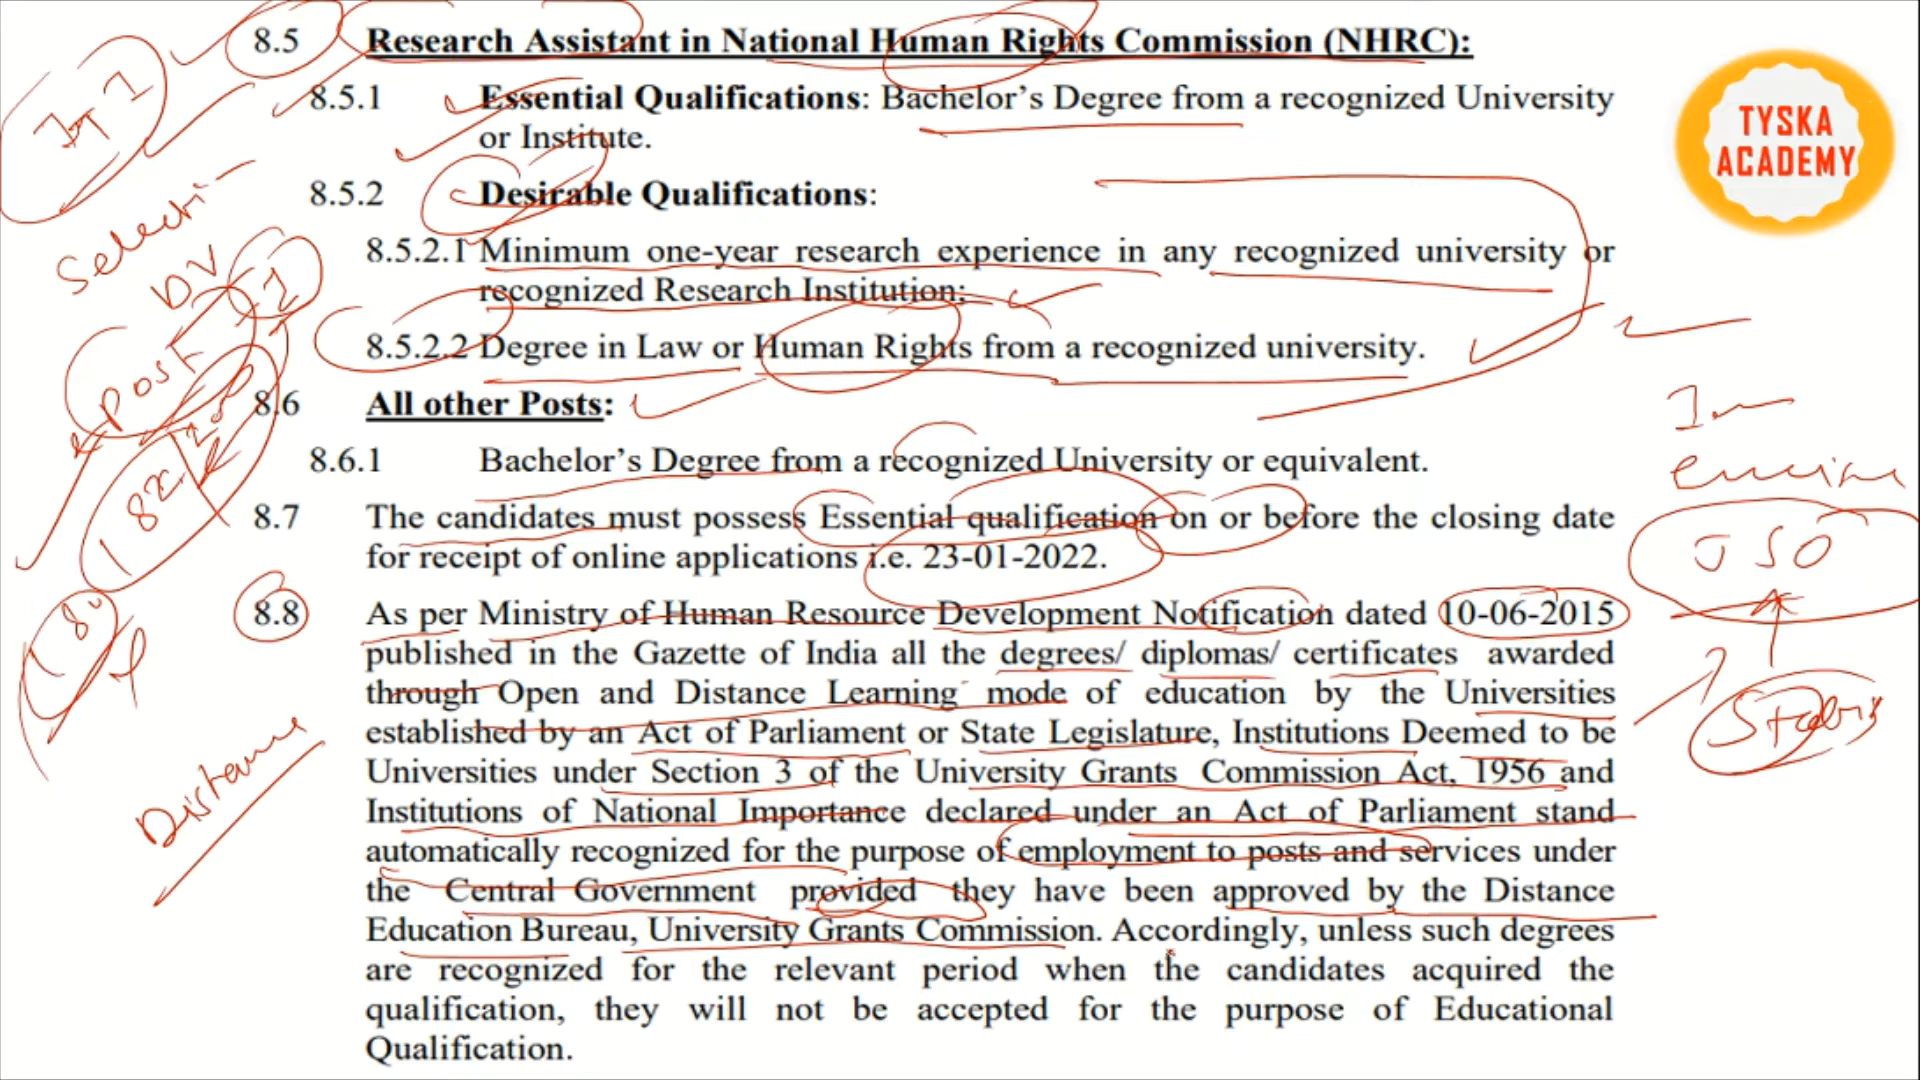 8.5 Research Assistant in National Human Rights Commission (NHRC):
8.5.1 Essential Qualifications: Bachelor's Degree from a recognized University
or Institute.
8.5.2 Desirable Qualifications:
8.5.2.1 Minimum one-year research experience in any recognized university or
recognized Research Institution;
8.5.2.2 Degree in Law or Human Rights from a recognized university.
8.6 All other Posts:
8.6.1 Bachelor's Degree from a recognized University or equivalent.
8.7 The candidates must possess Essential qualification on or before the closing date
for receipt of online applications i.e. 23-01-2022.
8.8 As per Ministry of Human Resource Development Notification dated 10-06-2015
published in the Gazette of India all the degrees/ diplomas/ certificates awarded
through Open and Distance Learning mode of education by the Universities
established by an Act of Parliament or State Legislature, Institutions Deemed to be
Universities under Section 3 of the University Grants Commission Act, 1956 and
Institutions of National Importance declared under an Act of Parliament stand
automatically recognized for the purpose of employment to posts and services under
the Central Government provided they have been approved by the Distance
Education Bureau, University Grants Commission. Accordingly, unless such degrees
are recognized for the relevant period when the candidates acquired the
qualification, they will not be accepted for the purpose of Educational
Qualification.
TYSKA
ACADEMY
DV
post
Distance
JSO